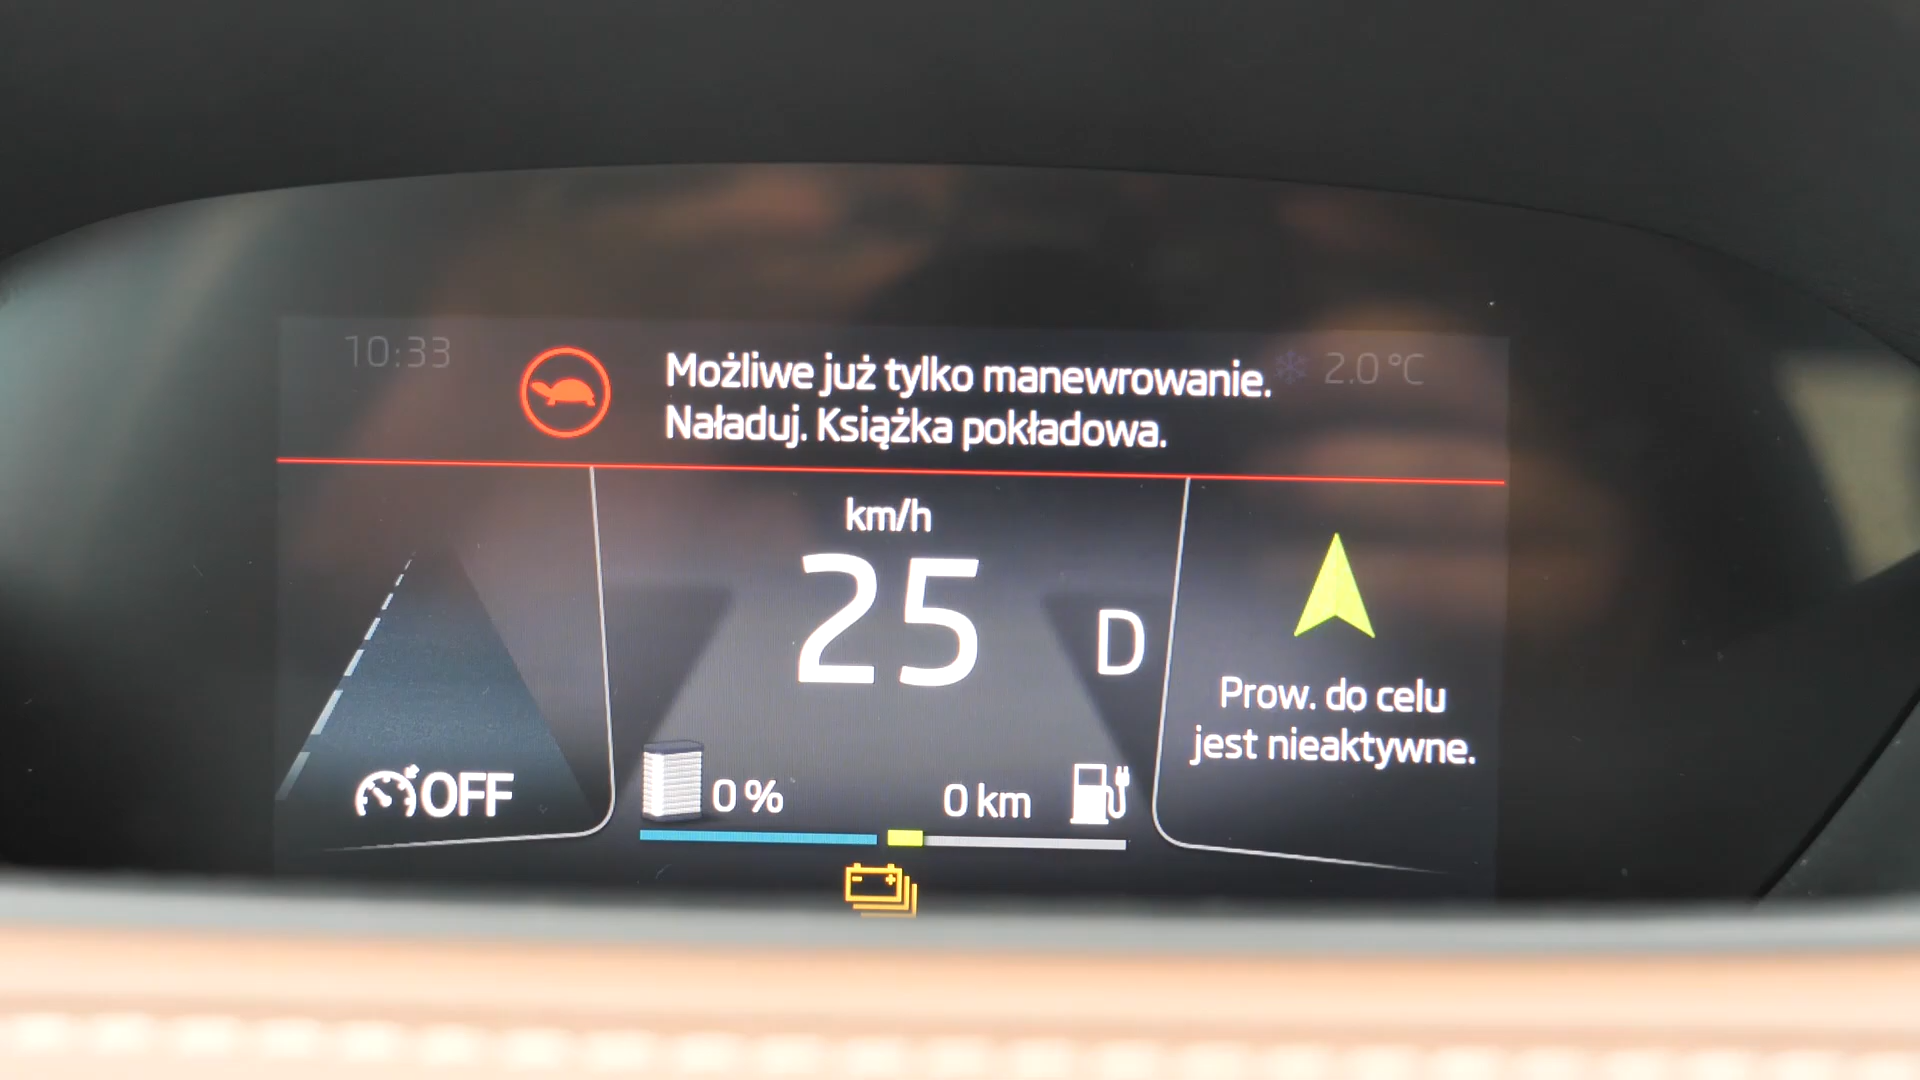 10:33
Możliwe już tylko manewrowanie.
2.0 °C
Naładuj. Książka pokładowa.
km/h
25
D
Prow. do celu
jest nieaktywne.
OFF
0 %
0 km